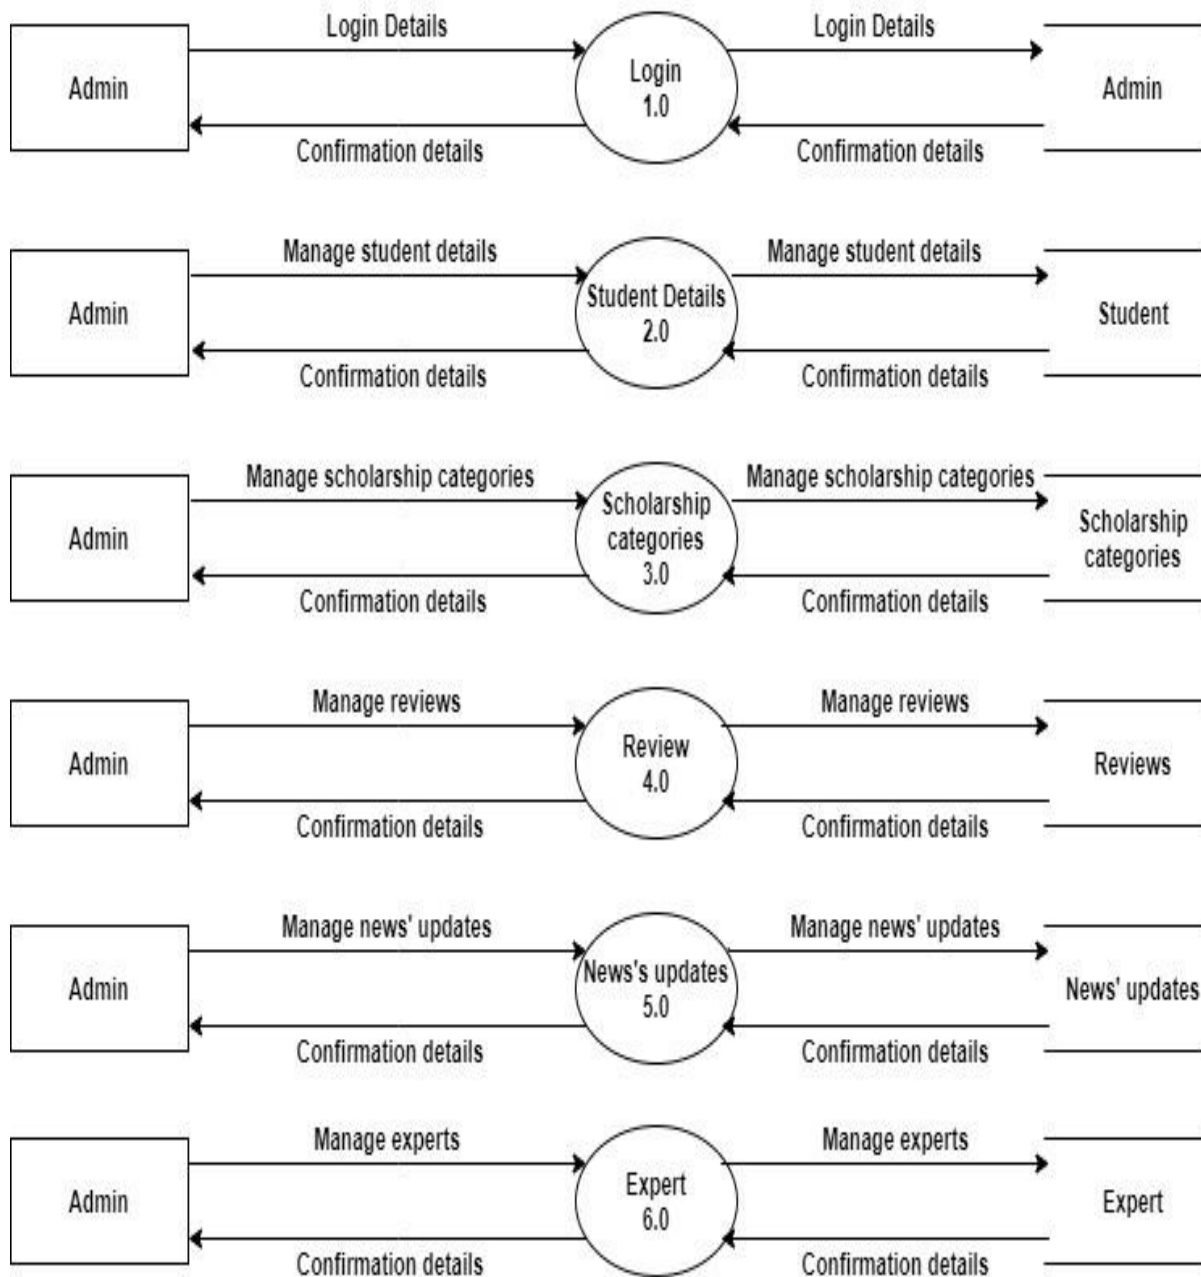 Login Details
Login Details
Admin
Login
1.0
Admin
Confirmation details
Confirmation details
Manage student details
Manage student details
Admin
Student Details
2.0
Student
Confirmation details
Confirmation details
Manage scholarship categories
Manage scholarship categories
Admin
Scholarship
categories
3.0
Scholarship
categories
Confirmation details
Confirmation details
Manage reviews
Manage reviews
Admin
Review
4.0
Reviews
Confirmation details
Confirmation details
Manage news' updates
Manage news' updates
Admin
News's updates
5.0
News' updates
Confirmation details
Confirmation details
Manage experts
Manage experts
Admin
Expert
6.0
Expert
Confirmation details
Confirmation details